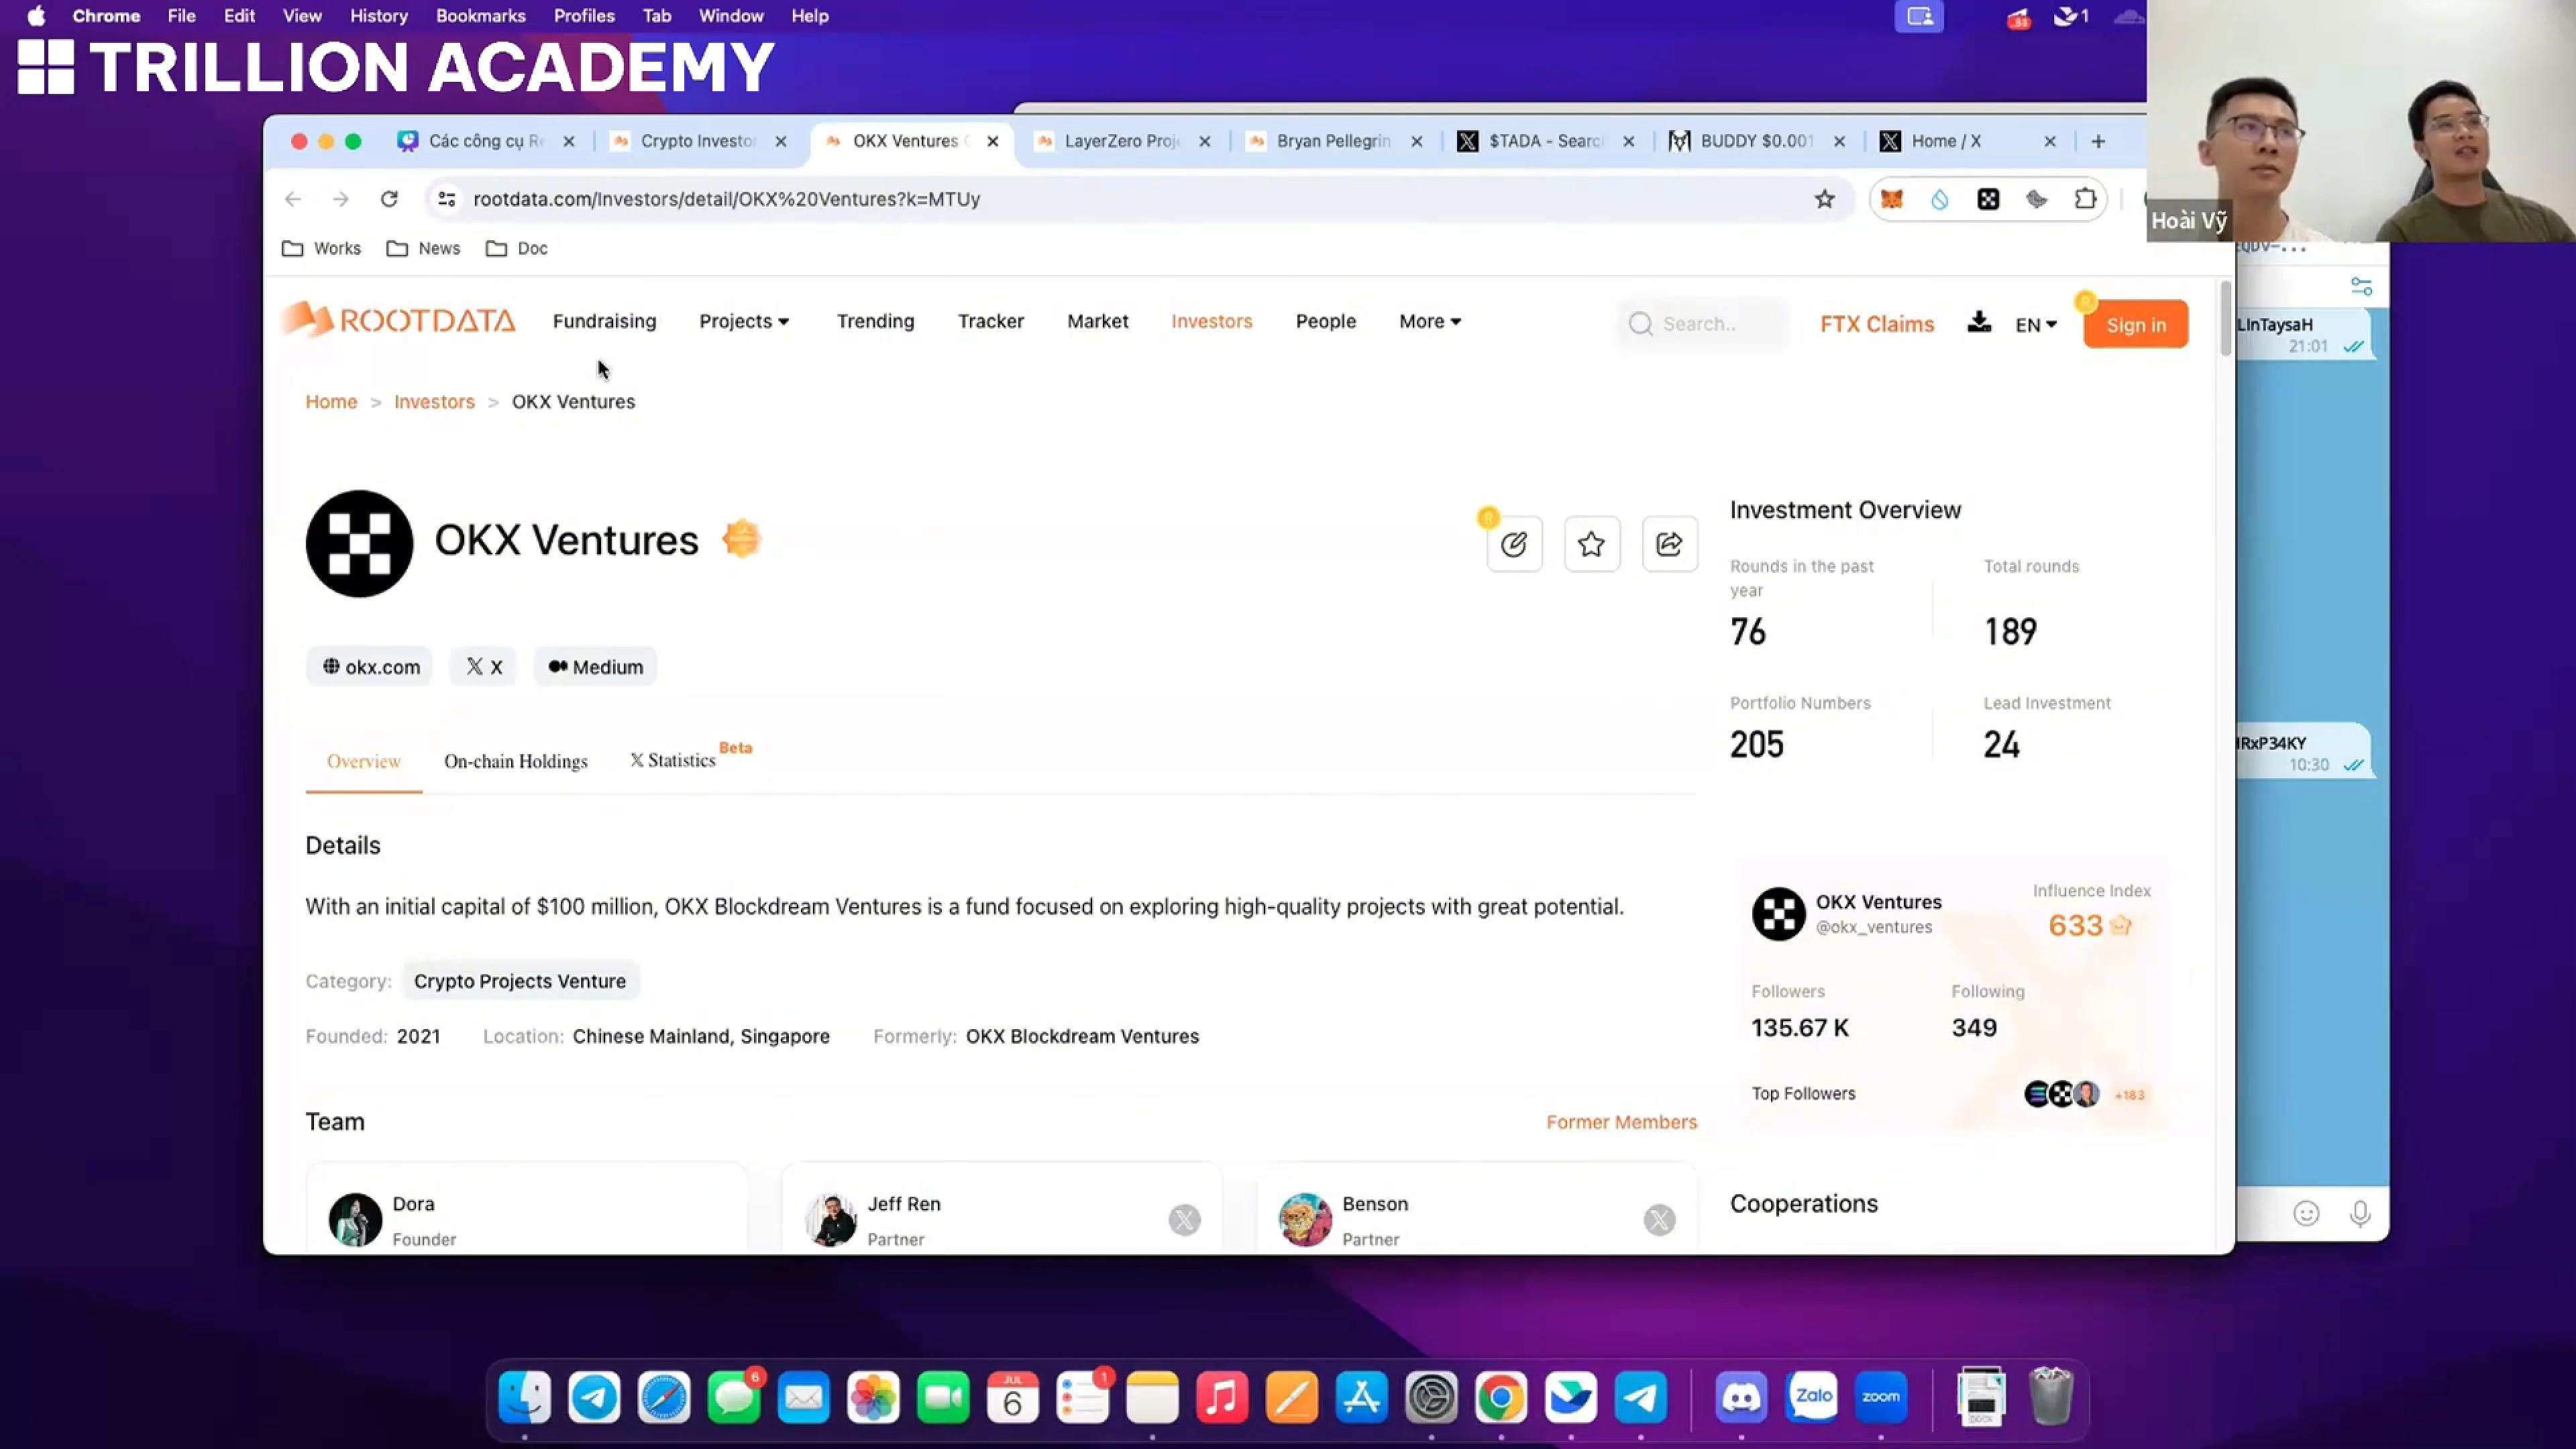 Chrome File Edit View History Bookmarks Profiles Tab Window Help
1
TRILLION ACADEMY
Các công cụ Re
Crypto Investo
OKX Ventures
LayerZero Proj
Bryan Pellegrin
$TADA - Searc
BUDDY $0.001
Home / X
rootdata.com/Investors/detail/OKX%20Ventures?k=MTUy
Hoài Vỹ
Works News Doc
ROOTDATA
Fundraising Projects Trending Tracker Market Investors People More
Search..
FTX Claims
EN
Sign in
LInTaysaH
21:01
Home > Investors > OKX Ventures
OKX Ventures
okx.com X Medium
Overview On-chain Holdings X Statistics Beta
Details
With an initial capital of $100 million, OKX Blockdream Ventures is a fund focused on exploring high-quality projects with great potential.
Category: Crypto Projects Venture
Founded: 2021 Location: Chinese Mainland, Singapore Formerly: OKX Blockdream Ventures
Team
Former Members
Dora
Founder
Jeff Ren
Partner
Benson
Partner
Investment Overview
Rounds in the past year
76
Total rounds
189
Portfolio Numbers
205
Lead Investment
24
OKX Ventures
@okx_ventures
Influence Index
633
Followers
135.67 K
Following
349
Top Followers
+183
Cooperations
RxP34KY
10:30
6
JUL
6
1
Zalo
zoom
DOCX